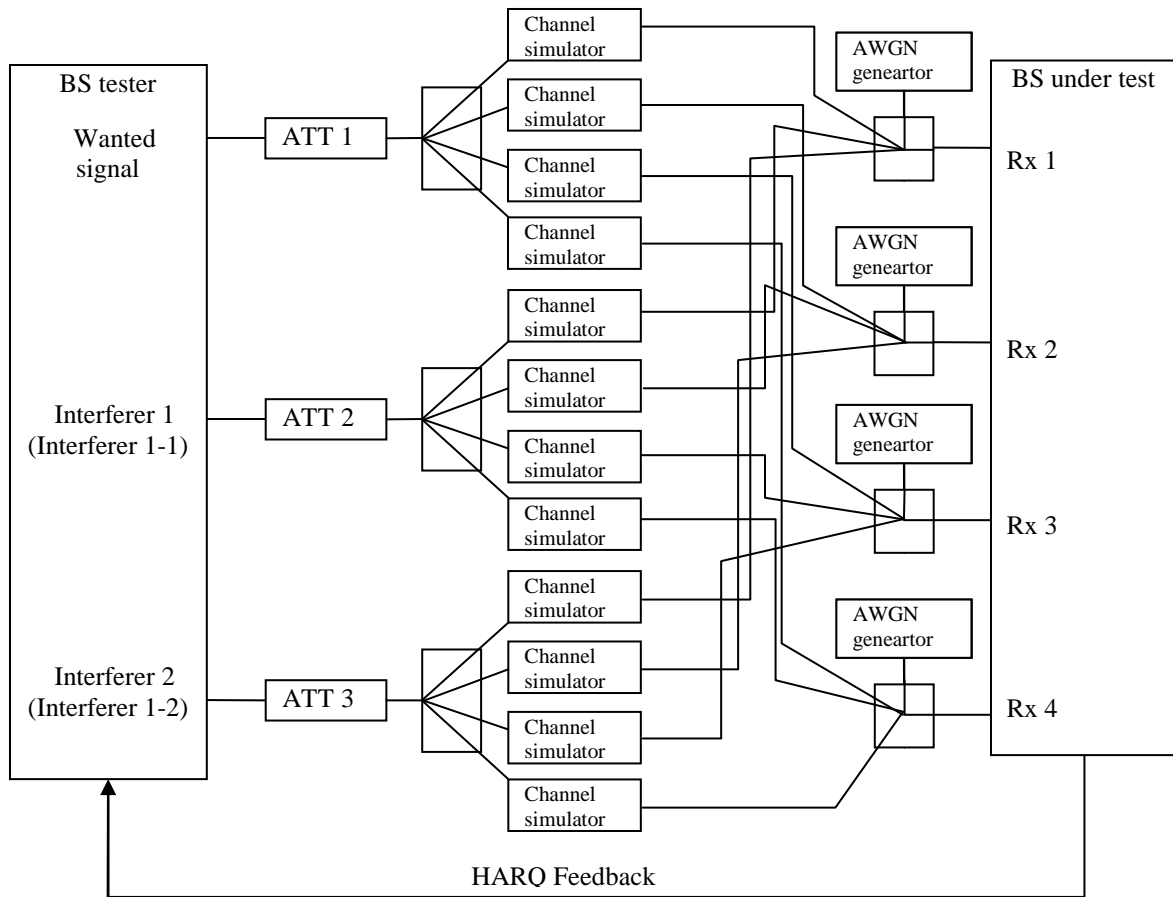 BS tester
Wanted
signal
Interferer 1
(Interferer 1-1)
Interferer 2
(Interferer 1-2)
ATT 1
ATT 2
ATT 3
Channel
simulator
Channel
simulator
Channel
simulator
Channel
simulator
Channel
simulator
Channel
simulator
Channel
simulator
Channel
simulator
Channel
simulator
Channel
simulator
Channel
simulator
Channel
simulator
AWGN
geneartor
AWGN
geneartor
AWGN
geneartor
AWGN
geneartor
BS under test
Rx 1
Rx 2
Rx 3
Rx 4
HARQ Feedback